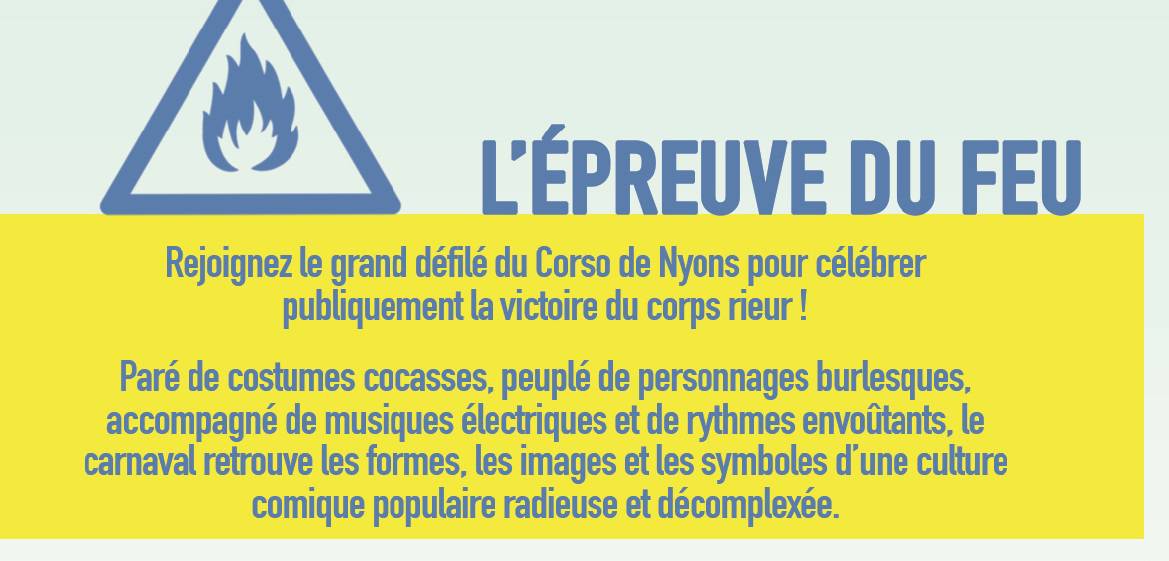 L'ÉPREUVE DU FEU
Rejoignez le grand défilé du Corso de Nyons pour célébrer
publiquement la victoire du corps rieur !
Paré de costumes cocasses, peuplé de personnages burlesques,
accompagné de musiques électriques et de rythmes envoûtants, le
carnaval retrouve les formes, les images et les symboles d'une culture
comique populaire radieuse et décomplexée.